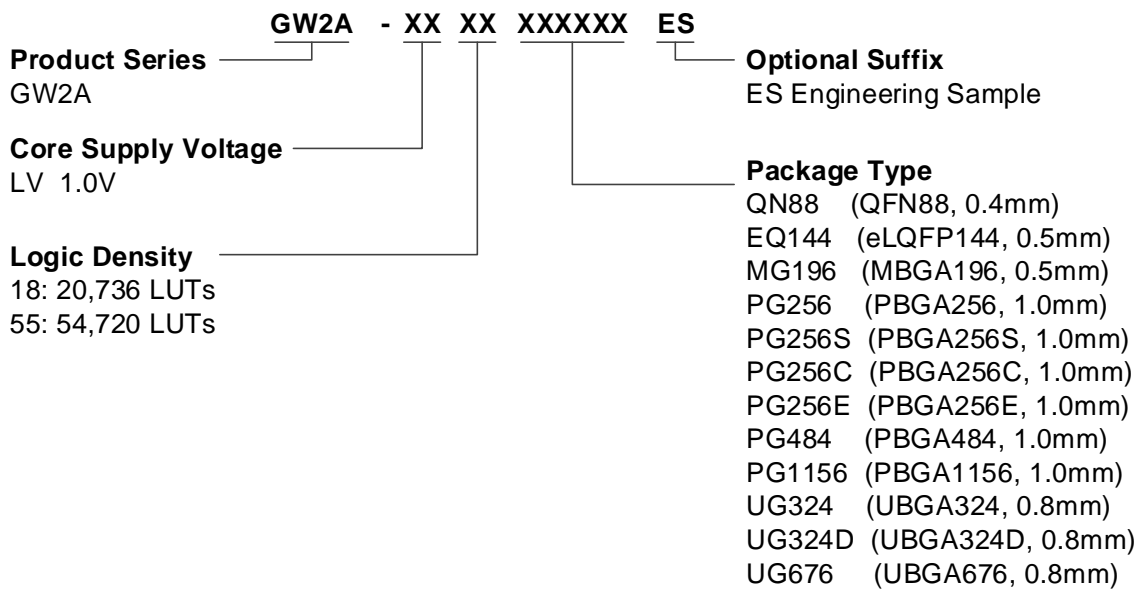 GW2A - XX XX XXXXXX ES
Product Series
GW2A
Core Supply Voltage
LV 1.0V
Logic Density
18: 20,736 LUTs
55: 54,720 LUTs
Optional Suffix
ES Engineering Sample
Package Type
QN88 (QFN88, 0.4mm)
EQ144 (eLQFP144, 0.5mm)
MG196 (MBGA196, 0.5mm)
PG256 (PBGA256, 1.0mm)
PG256S (PBGA256S, 1.0mm)
PG256C (PBGA256C, 1.0mm)
PG256E (PBGA256E, 1.0mm)
PG484 (PBGA484, 1.0mm)
PG1156 (PBGA1156, 1.0mm)
UG324 (UBGA324, 0.8mm)
UG324D (UBGA324D, 0.8mm)
UG676 (UBGA676, 0.8mm)